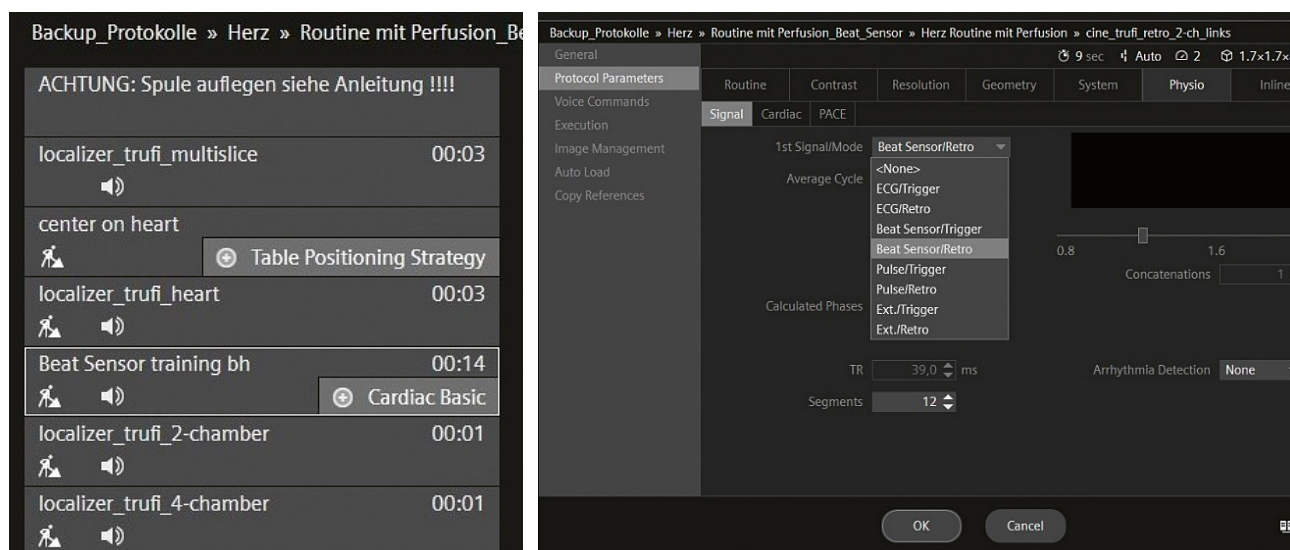 Backup_Protokolle » Herz » Routine mit Perfusion_Be
ACHTUNG: Spule auflegen siehe Anleitung !!!!
localizer_trufi_multislice 00:03
center on heart
Table Positioning Strategy
localizer_trufi_heart 00:03
Beat Sensor training bh 00:14
Cardiac Basic
localizer_trufi_2-chamber 00:01
localizer_trufi_4-chamber 00:01
Backup_Protokolle » Herz » Routine mit Perfusion_Beat_Sensor » Herz Routine mit Perfusion » cine_trufi_retro_2-ch_links
General
9 sec Auto 2 1.7×1.7×
Protocol Parameters
Routine Contrast Resolution Geometry System Physio Inline
Voice Commands
Signal Cardiac PACE
Execution
Image Management
1st Signal/Mode Beat Sensor/Retro
Auto Load
<None>
Average Cycle
Copy References
ECG/Trigger
ECG/Retro
Beat Sensor/Trigger
Beat Sensor/Retro
0.8 1.6
Pulse/Trigger
Concatenations 1
Pulse/Retro
Calculated Phases
Ext./Trigger
Ext./Retro
TR 39,0 ms
Arrhythmia Detection None
Segments 12
OK Cancel